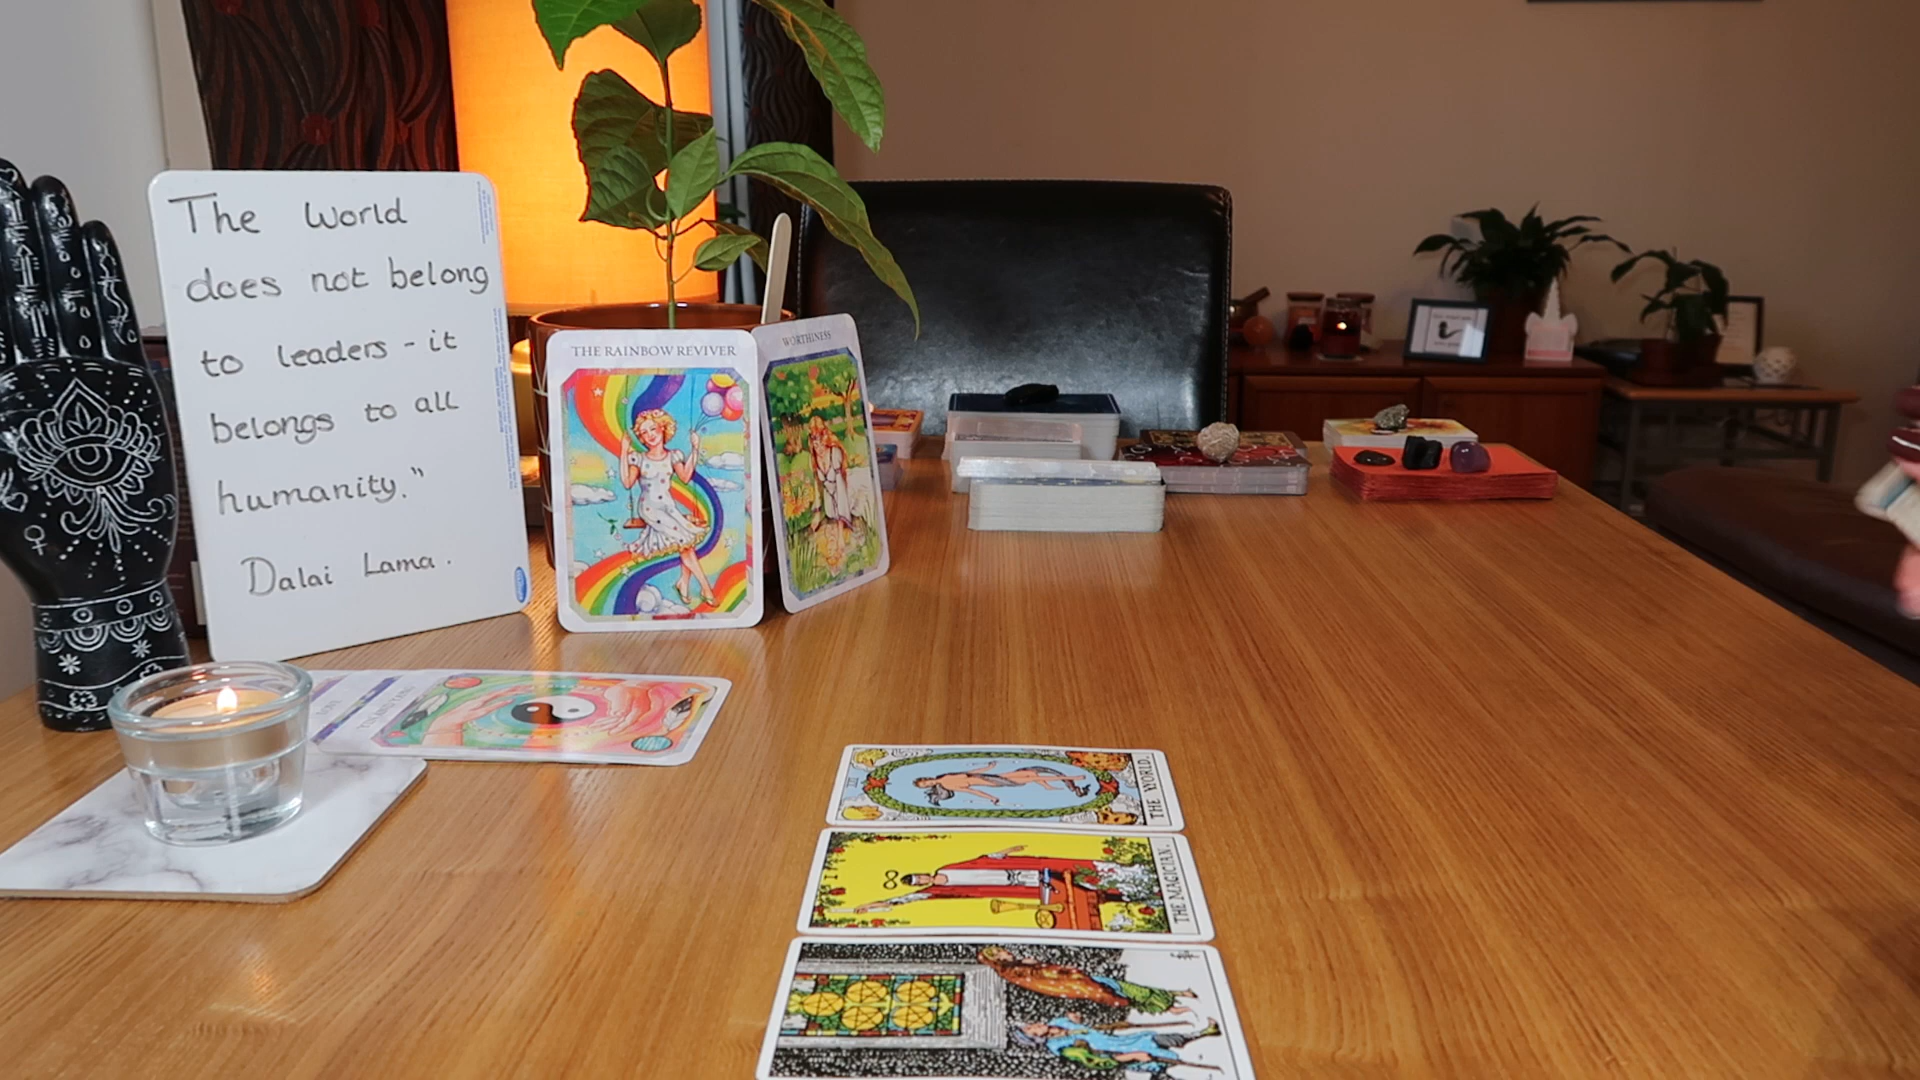 The World
does not belong
to leaders - it
belongs to all
humanity."
Dalai Lama.
THE RAINBOW REVIVER
WORTHINESS
XXI
THE WORLD.
I
THE MAGICIAN.